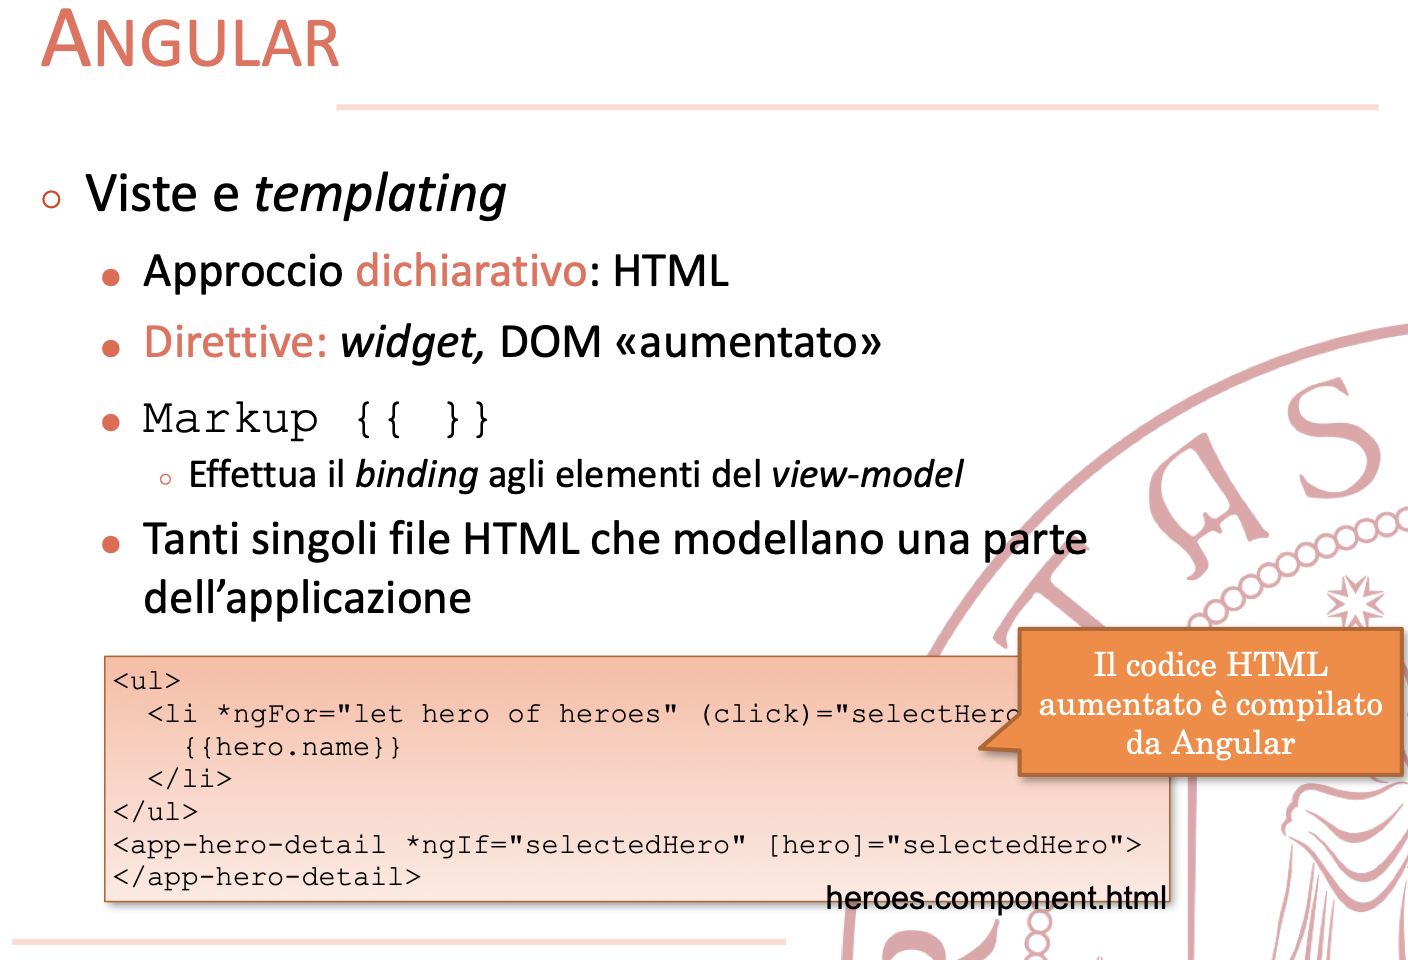 ANGULAR
Viste e templating
Approccio dichiarativo: HTML
Direttive: widget, DOM «aumentato»
Markup {{ }}
Effettua il binding agli elementi del view-model
Tanti singoli file HTML che modellano una parte
dell’applicazione
<ul>
<li *ngFor="let hero of heroes" (click)="selectHero
{{hero.name}}
</li>
</ul>
<app-hero-detail *ngIf="selectedHero" [hero]="selectedHero">
</app-hero-detail>
heroes.component.html
Il codice HTML
aumentato è compilato
da Angular
TAS